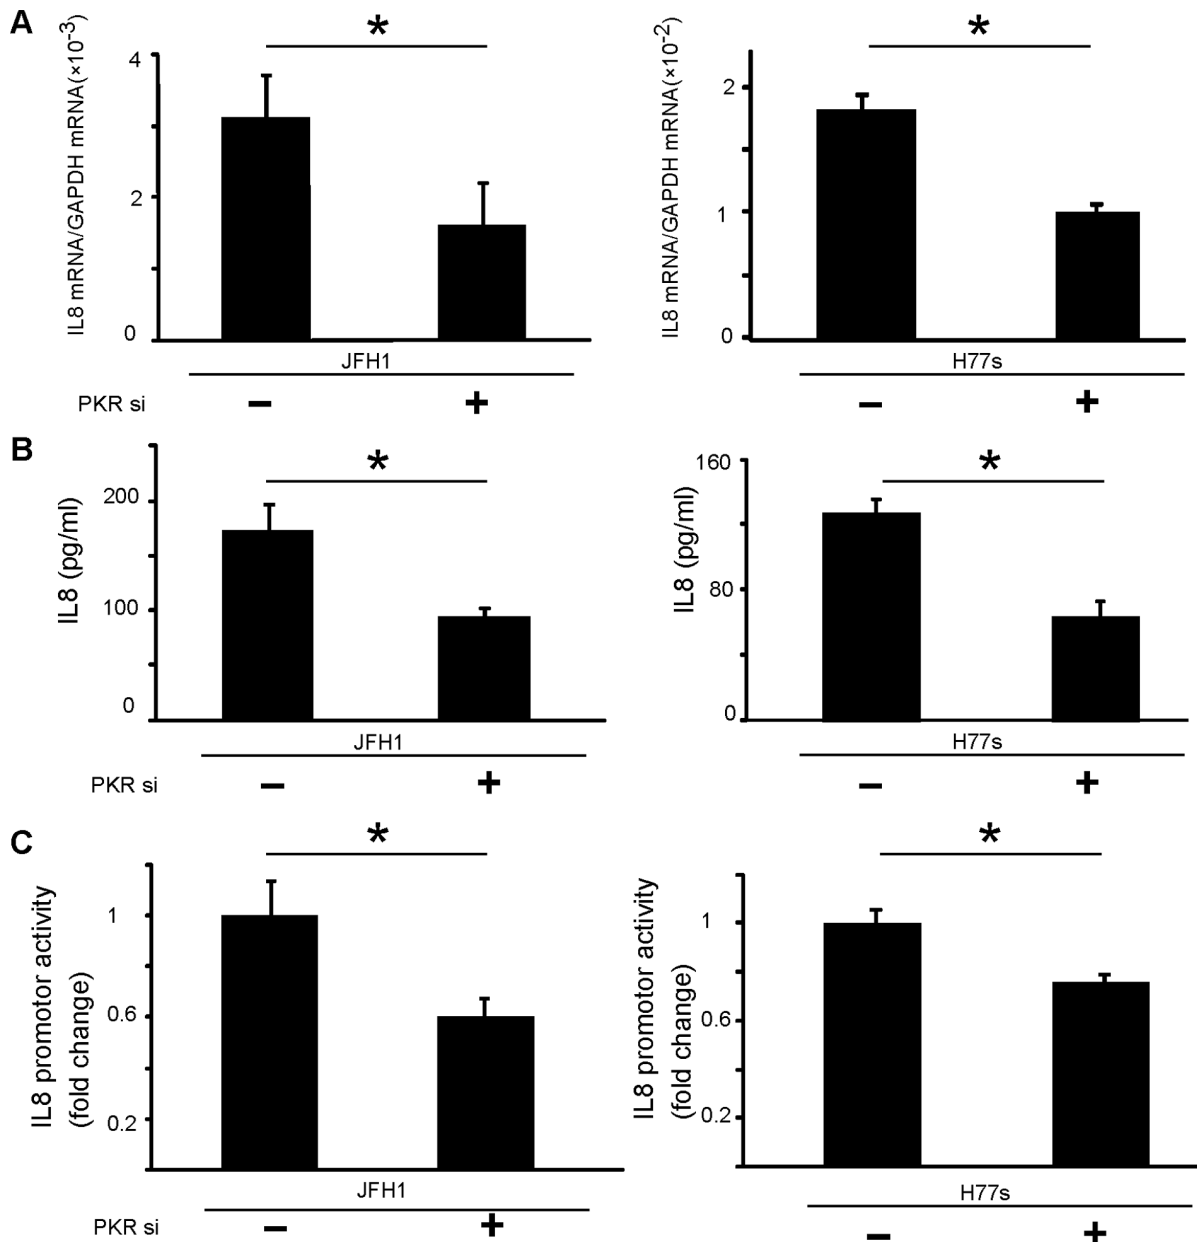 A
IL8 mRNA/GAPDH mRNA(×10-3)
4
2
0
*
JFH1
PKR si
−
+
IL8 mRNA/GAPDH mRNA(×10-2)
2
1
0
*
H77s
−
+
B
IL8 (pg/ml)
200
100
0
*
JFH1
PKR si
−
+
IL8 (pg/ml)
160
80
0
*
H77s
−
+
C
IL8 promotor activity
(fold change)
1
0.6
0.2
*
JFH1
PKR si
−
+
IL8 promotor activity
(fold change)
1
0.6
0.2
*
H77s
−
+